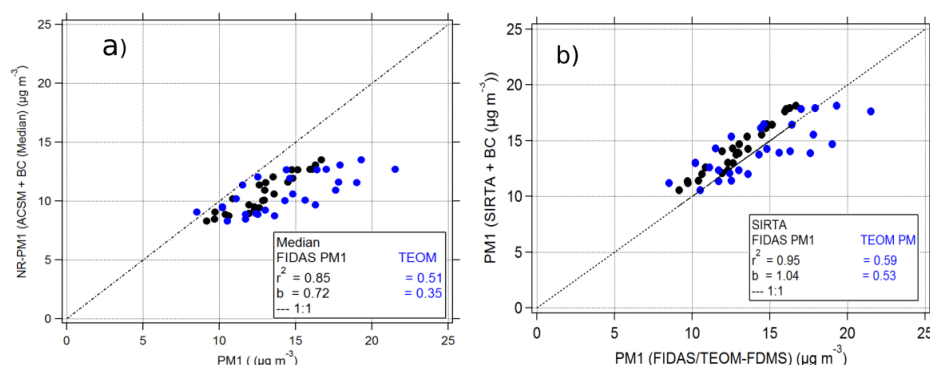 a)
NR-PM1 (ACSM + BC (Median) (µg m-3)
25
20
15
10
5
0
0 5 10 15 20 25
PM1 ( (µg m-3)
Median
FIDAS PM1 TEOM
r2 = 0.85 = 0.51
b = 0.72 = 0.35
--- 1:1
b)
PM1 (SIRTA + BC) (µg m-3))
25
20
15
10
5
0
0 5 10 15 20 25
PM1 (FIDAS/TEOM-FDMS) (µg m-3)
SIRTA
FIDAS PM1 TEOM PM
r2 = 0.95 = 0.59
b = 1.04 = 0.53
--- 1:1